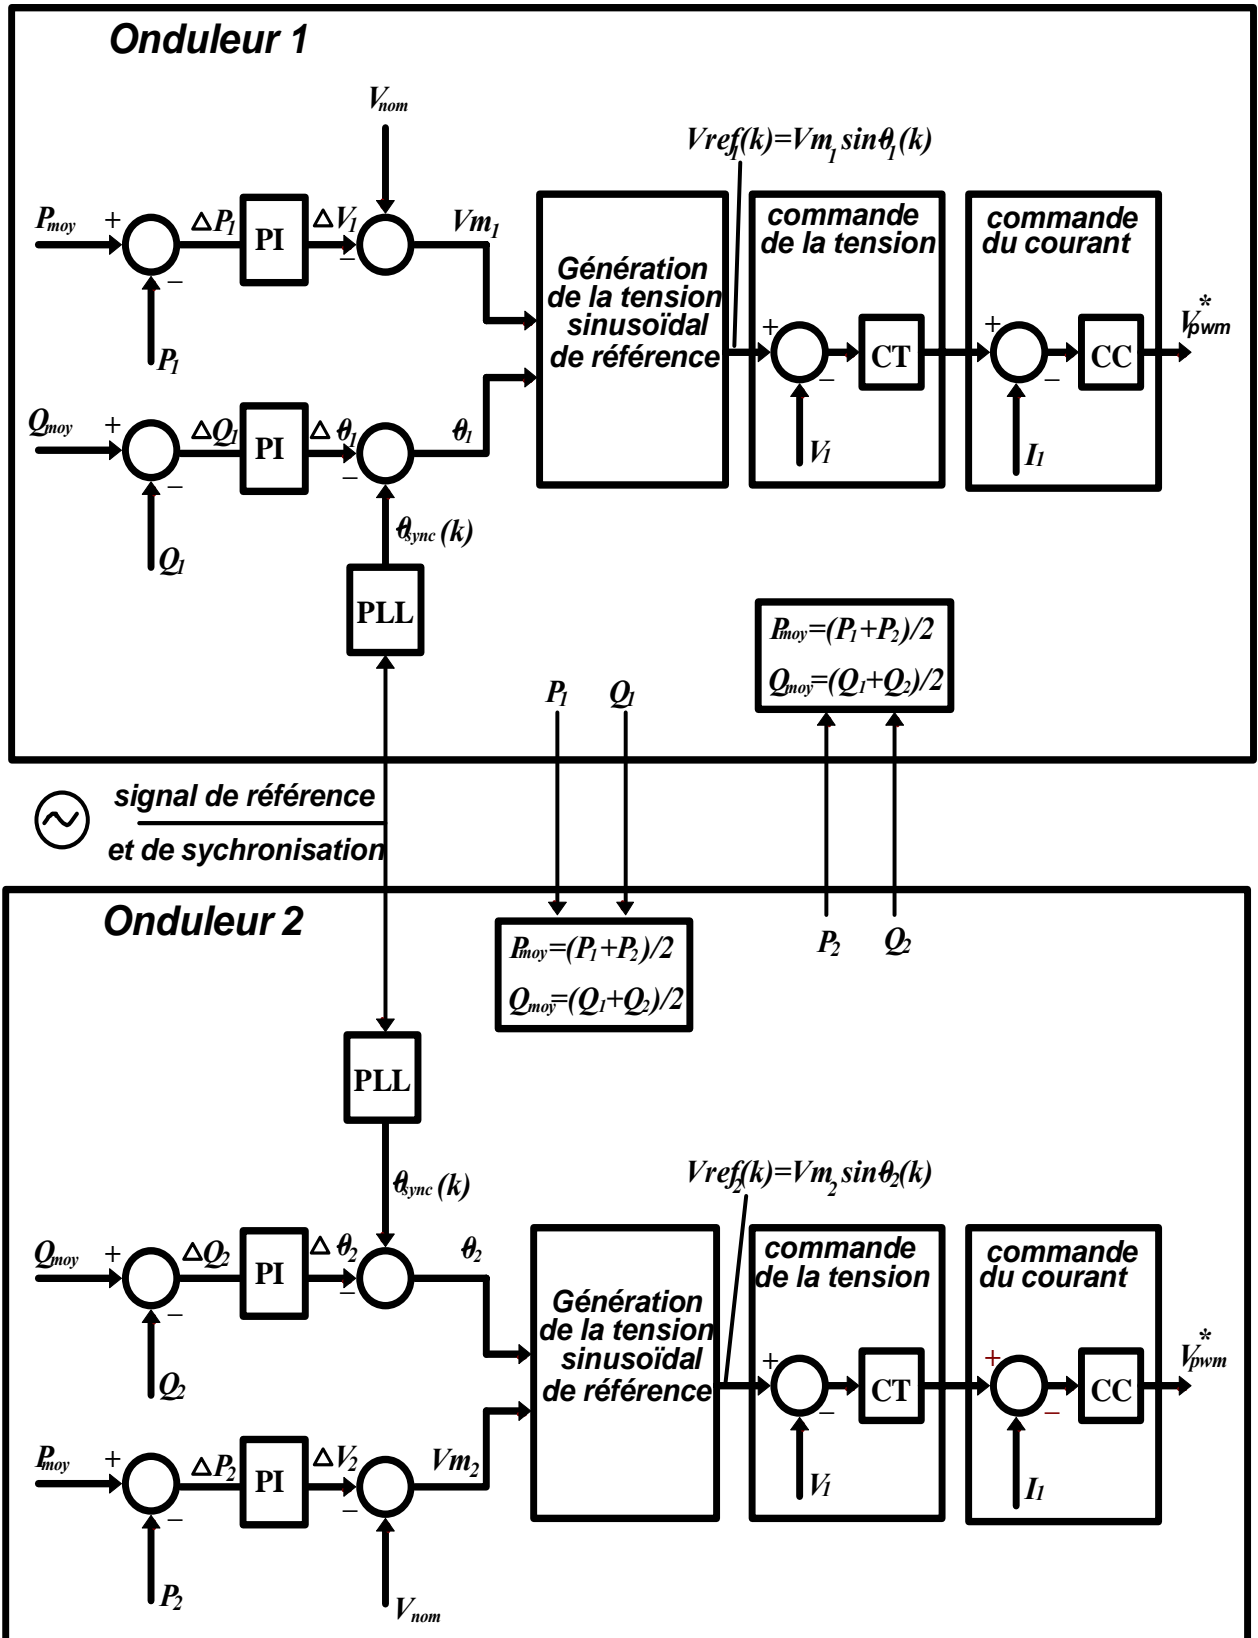 Onduleur 1
Vnom
Vref1(k)=Vm1 sinθ1(k)
Pmoy
+
ΔP1
PI
ΔV1
−
Vm1
−
P1
Qmoy
+
ΔQ1
PI
Δθ1
−
θ1
−
Q1
θsync(k)
PLL
Génération
de la tension
sinusoïdal
de référence
commande
de la tension
+
−
CT
V1
commande
du courant
+
−
CC
I1
V*pwm
Pmoy=(P1+P2)/2
Qmoy=(Q1+Q2)/2
P1
Q1
signal de référence
et de sychronisation
Onduleur 2
Pmoy=(P1+P2)/2
Qmoy=(Q1+Q2)/2
P2
Q2
PLL
θsync(k)
Vref2(k)=Vm2 sinθ2(k)
Qmoy
+
ΔQ2
PI
Δθ2
−
θ2
−
Q2
Pmoy
+
ΔP2
PI
ΔV2
−
Vm2
−
P2
Vnom
Génération
de la tension
sinusoïdal
de référence
commande
de la tension
+
−
CT
V1
commande
du courant
+
−
CC
I1
V*pwm